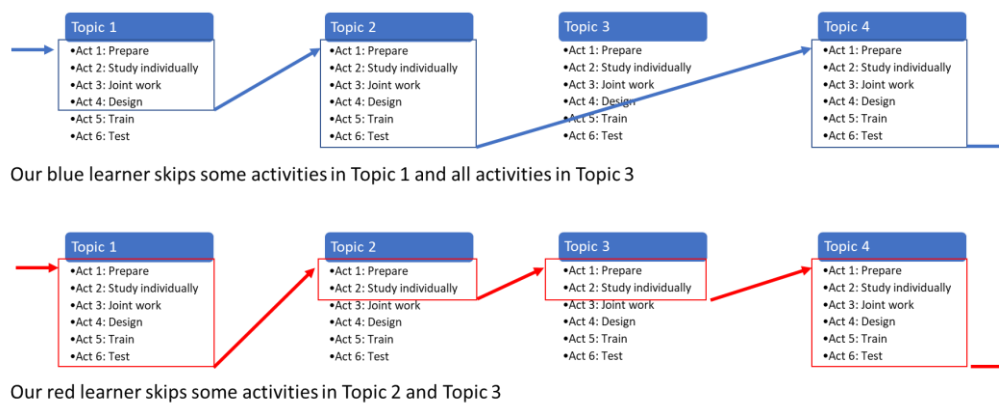 Topic 1
•Act 1: Prepare
•Act 2: Study individually
•Act 3: Joint work
•Act 4: Design
•Act 5: Train
•Act 6: Test
Topic 2
•Act 1: Prepare
•Act 2: Study individually
•Act 3: Joint work
•Act 4: Design
•Act 5: Train
•Act 6: Test
Topic 3
•Act 1: Prepare
•Act 2: Study individually
•Act 3: Joint work
•Act 4: Design
•Act 5: Train
•Act 6: Test
Topic 4
•Act 1: Prepare
•Act 2: Study individually
•Act 3: Joint work
•Act 4: Design
•Act 5: Train
•Act 6: Test
Our blue learner skips some activities in Topic 1 and all activities in Topic 3
Topic 1
•Act 1: Prepare
•Act 2: Study individually
•Act 3: Joint work
•Act 4: Design
•Act 5: Train
•Act 6: Test
Topic 2
•Act 1: Prepare
•Act 2: Study individually
•Act 3: Joint work
•Act 4: Design
•Act 5: Train
•Act 6: Test
Topic 3
•Act 1: Prepare
•Act 2: Study individually
•Act 3: Joint work
•Act 4: Design
•Act 5: Train
•Act 6: Test
Topic 4
•Act 1: Prepare
•Act 2: Study individually
•Act 3: Joint work
•Act 4: Design
•Act 5: Train
•Act 6: Test
Our red learner skips some activities in Topic 2 and Topic 3